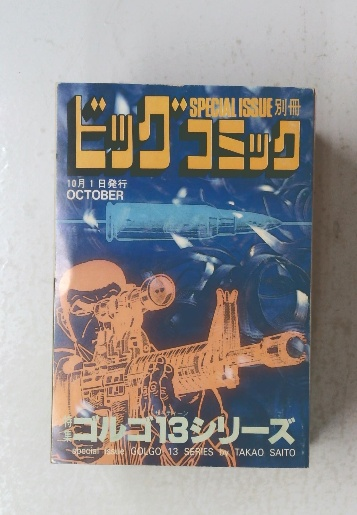 SPECIAL ISSUE 別冊
ビッグコミック
10月1日発行
OCTOBER
特集 ゴルゴ13シリーズ
special issue GOLGO 13 SERIES by TAKAO SAITO